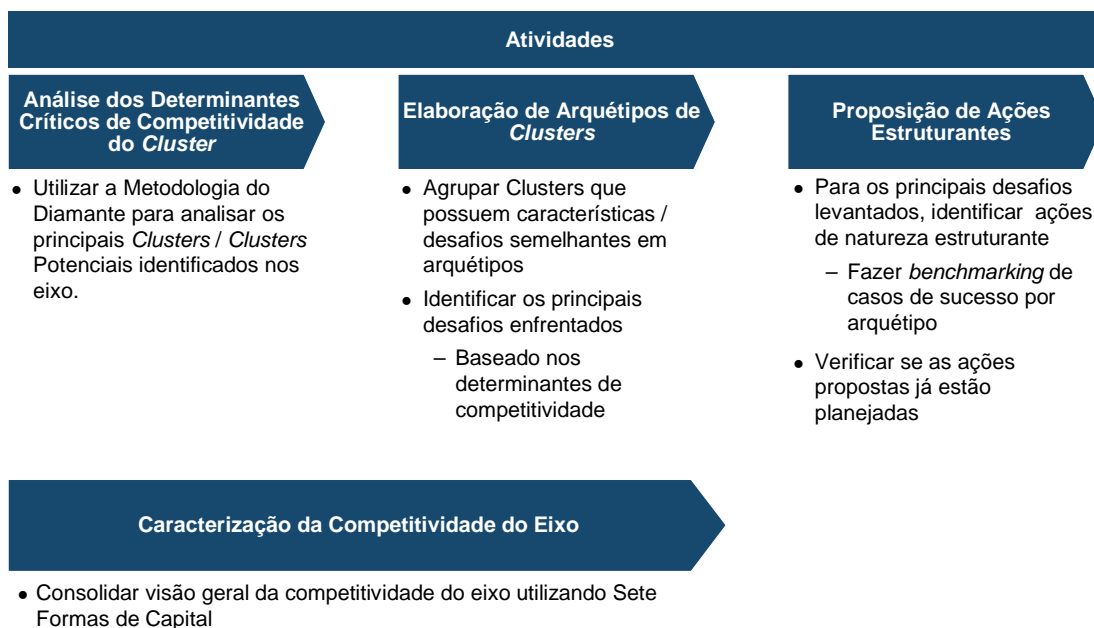 Atividades
Análise dos Determinantes
Críticos de Competitividade
do Cluster
• Utilizar a Metodologia do
Diamante para analisar os
principais Clusters / Clusters
Potenciais identificados nos
eixo.
Elaboração de Arquétipos de
Clusters
• Agrupar Clusters que
possuem características /
desafios semelhantes em
arquétipos
• Identificar os principais
desafios enfrentados
– Baseado nos
determinantes de
competitividade
Proposição de Ações
Estruturantes
• Para os principais desafios
levantados, identificar ações
de natureza estruturante
– Fazer benchmarking de
casos de sucesso por
arquétipo
• Verificar se as ações
propostas já estão
planejadas
Caracterização da Competitividade do Eixo
• Consolidar visão geral da competitividade do eixo utilizando Sete
Formas de Capital